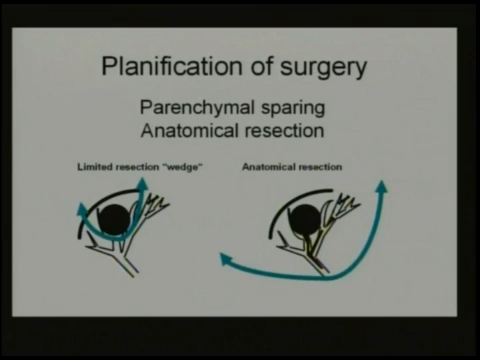 Planification of surgery
Parenchymal sparing
Anatomical resection
Limited resection "wedge"
Anatomical resection